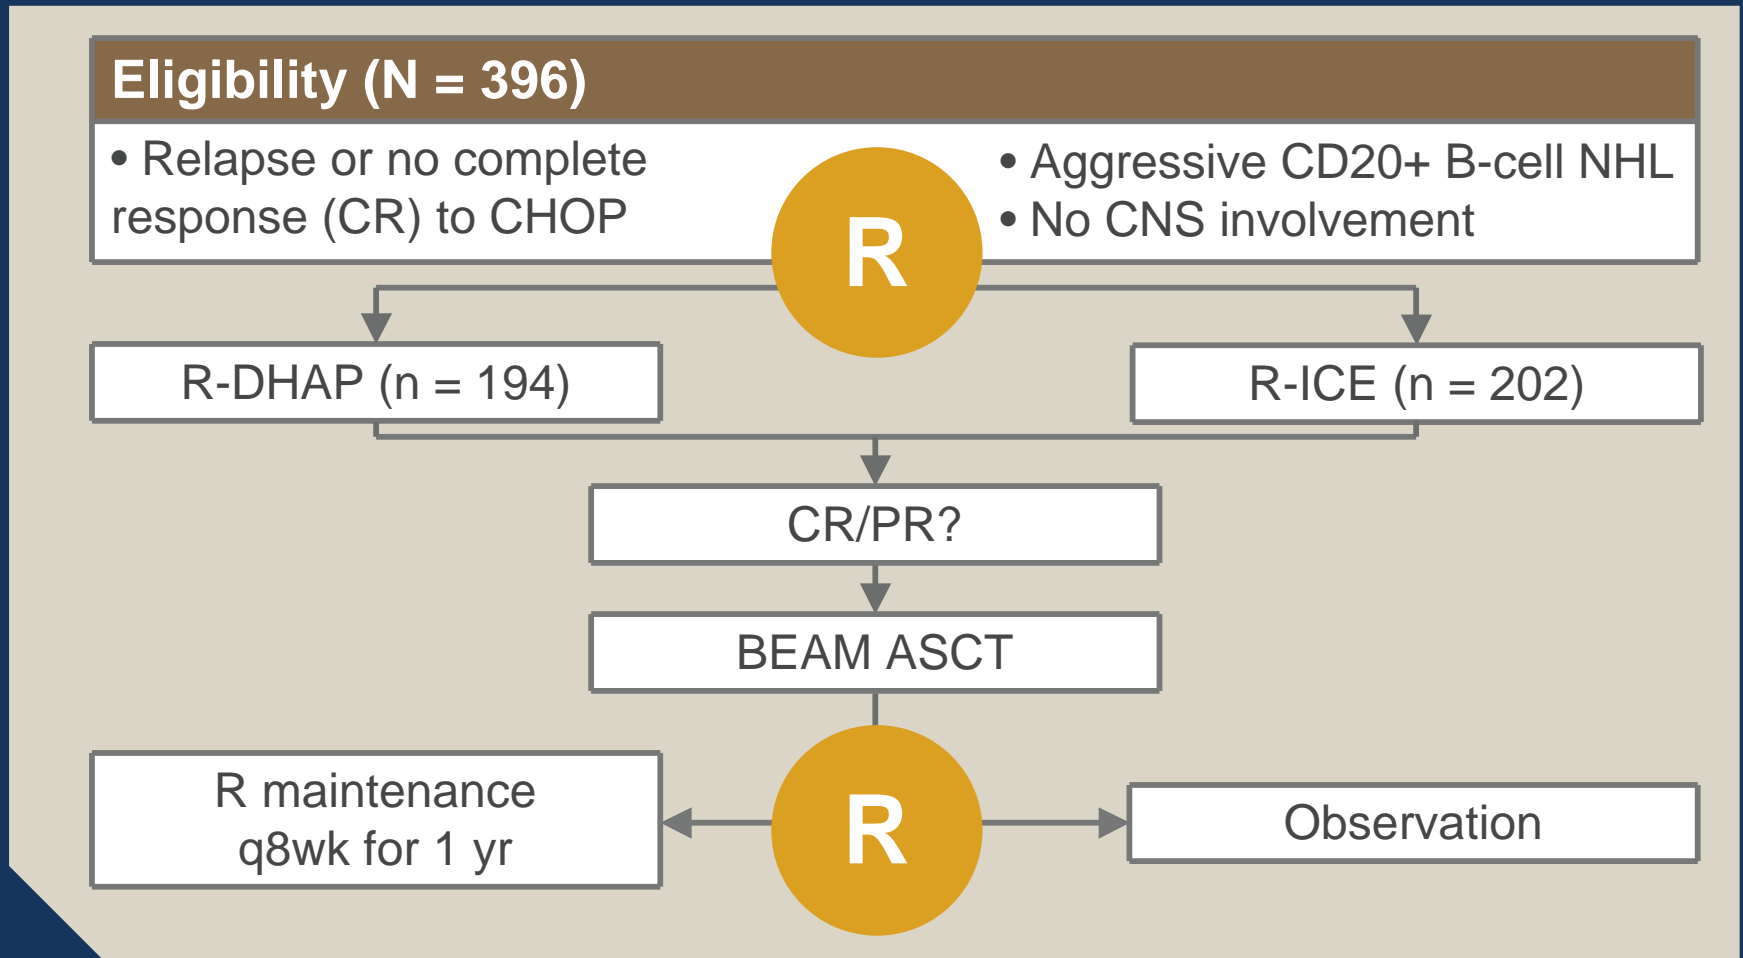 Eligibility (N = 396)
• Relapse or no complete
response (CR) to CHOP
• Aggressive CD20+ B-cell NHL
• No CNS involvement
R
R-DHAP (n = 194)
R-ICE (n = 202)
CR/PR?
BEAM ASCT
R maintenance
q8wk for 1 yr
R
Observation